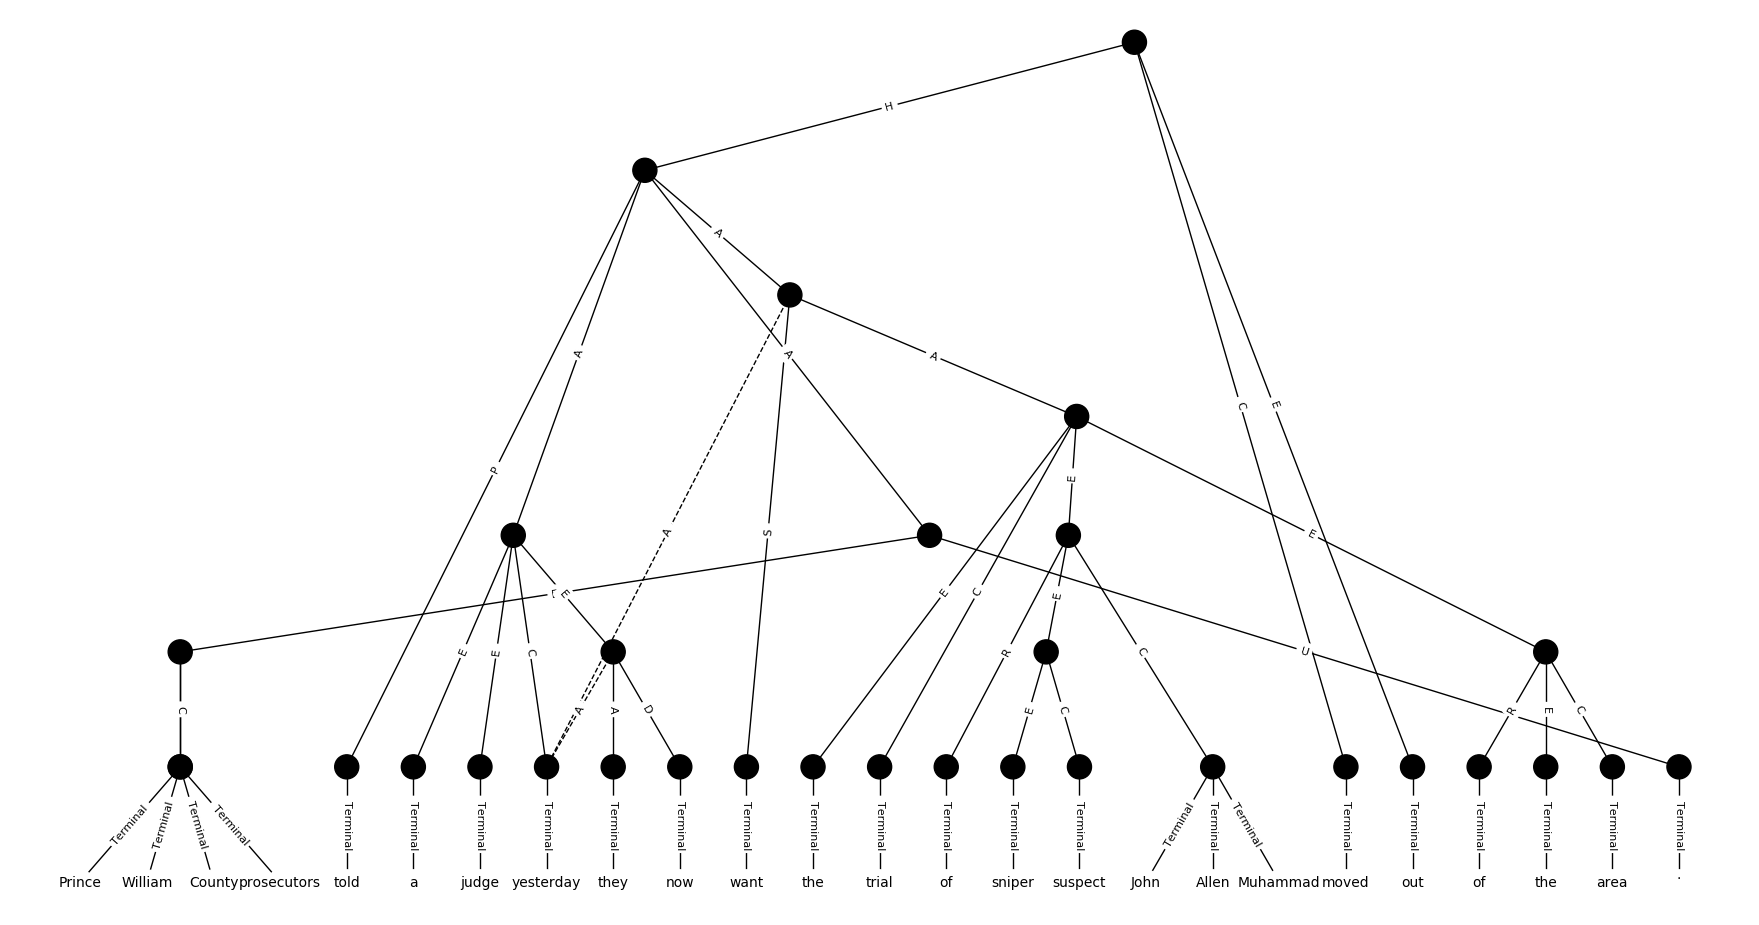 H
A
A
A
A
C
E
P
E
S
A
E
E
C
E
E
E
C
E
R
C
U
C
A
A
D
E
C
R
E
C
Terminal Terminal Terminal Terminal Terminal Terminal Terminal Terminal Terminal Terminal Terminal Terminal Terminal Terminal Terminal Terminal Terminal Terminal Terminal Terminal Terminal Terminal Terminal Terminal Terminal
Prince William County prosecutors told a judge yesterday they now want the trial of sniper suspect John Allen Muhammad moved out of the area .